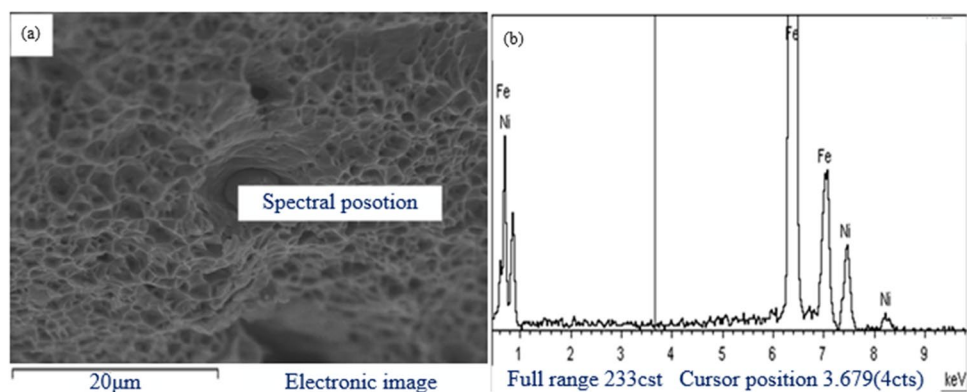 (a)
Spectral posotion
20μm
Electronic image
(b)
Fe
Ni
Fe
Fe
Ni
Ni
1 2 3 4 5 6 7 8 9
Full range 233cst Cursor position 3.679(4cts) keV